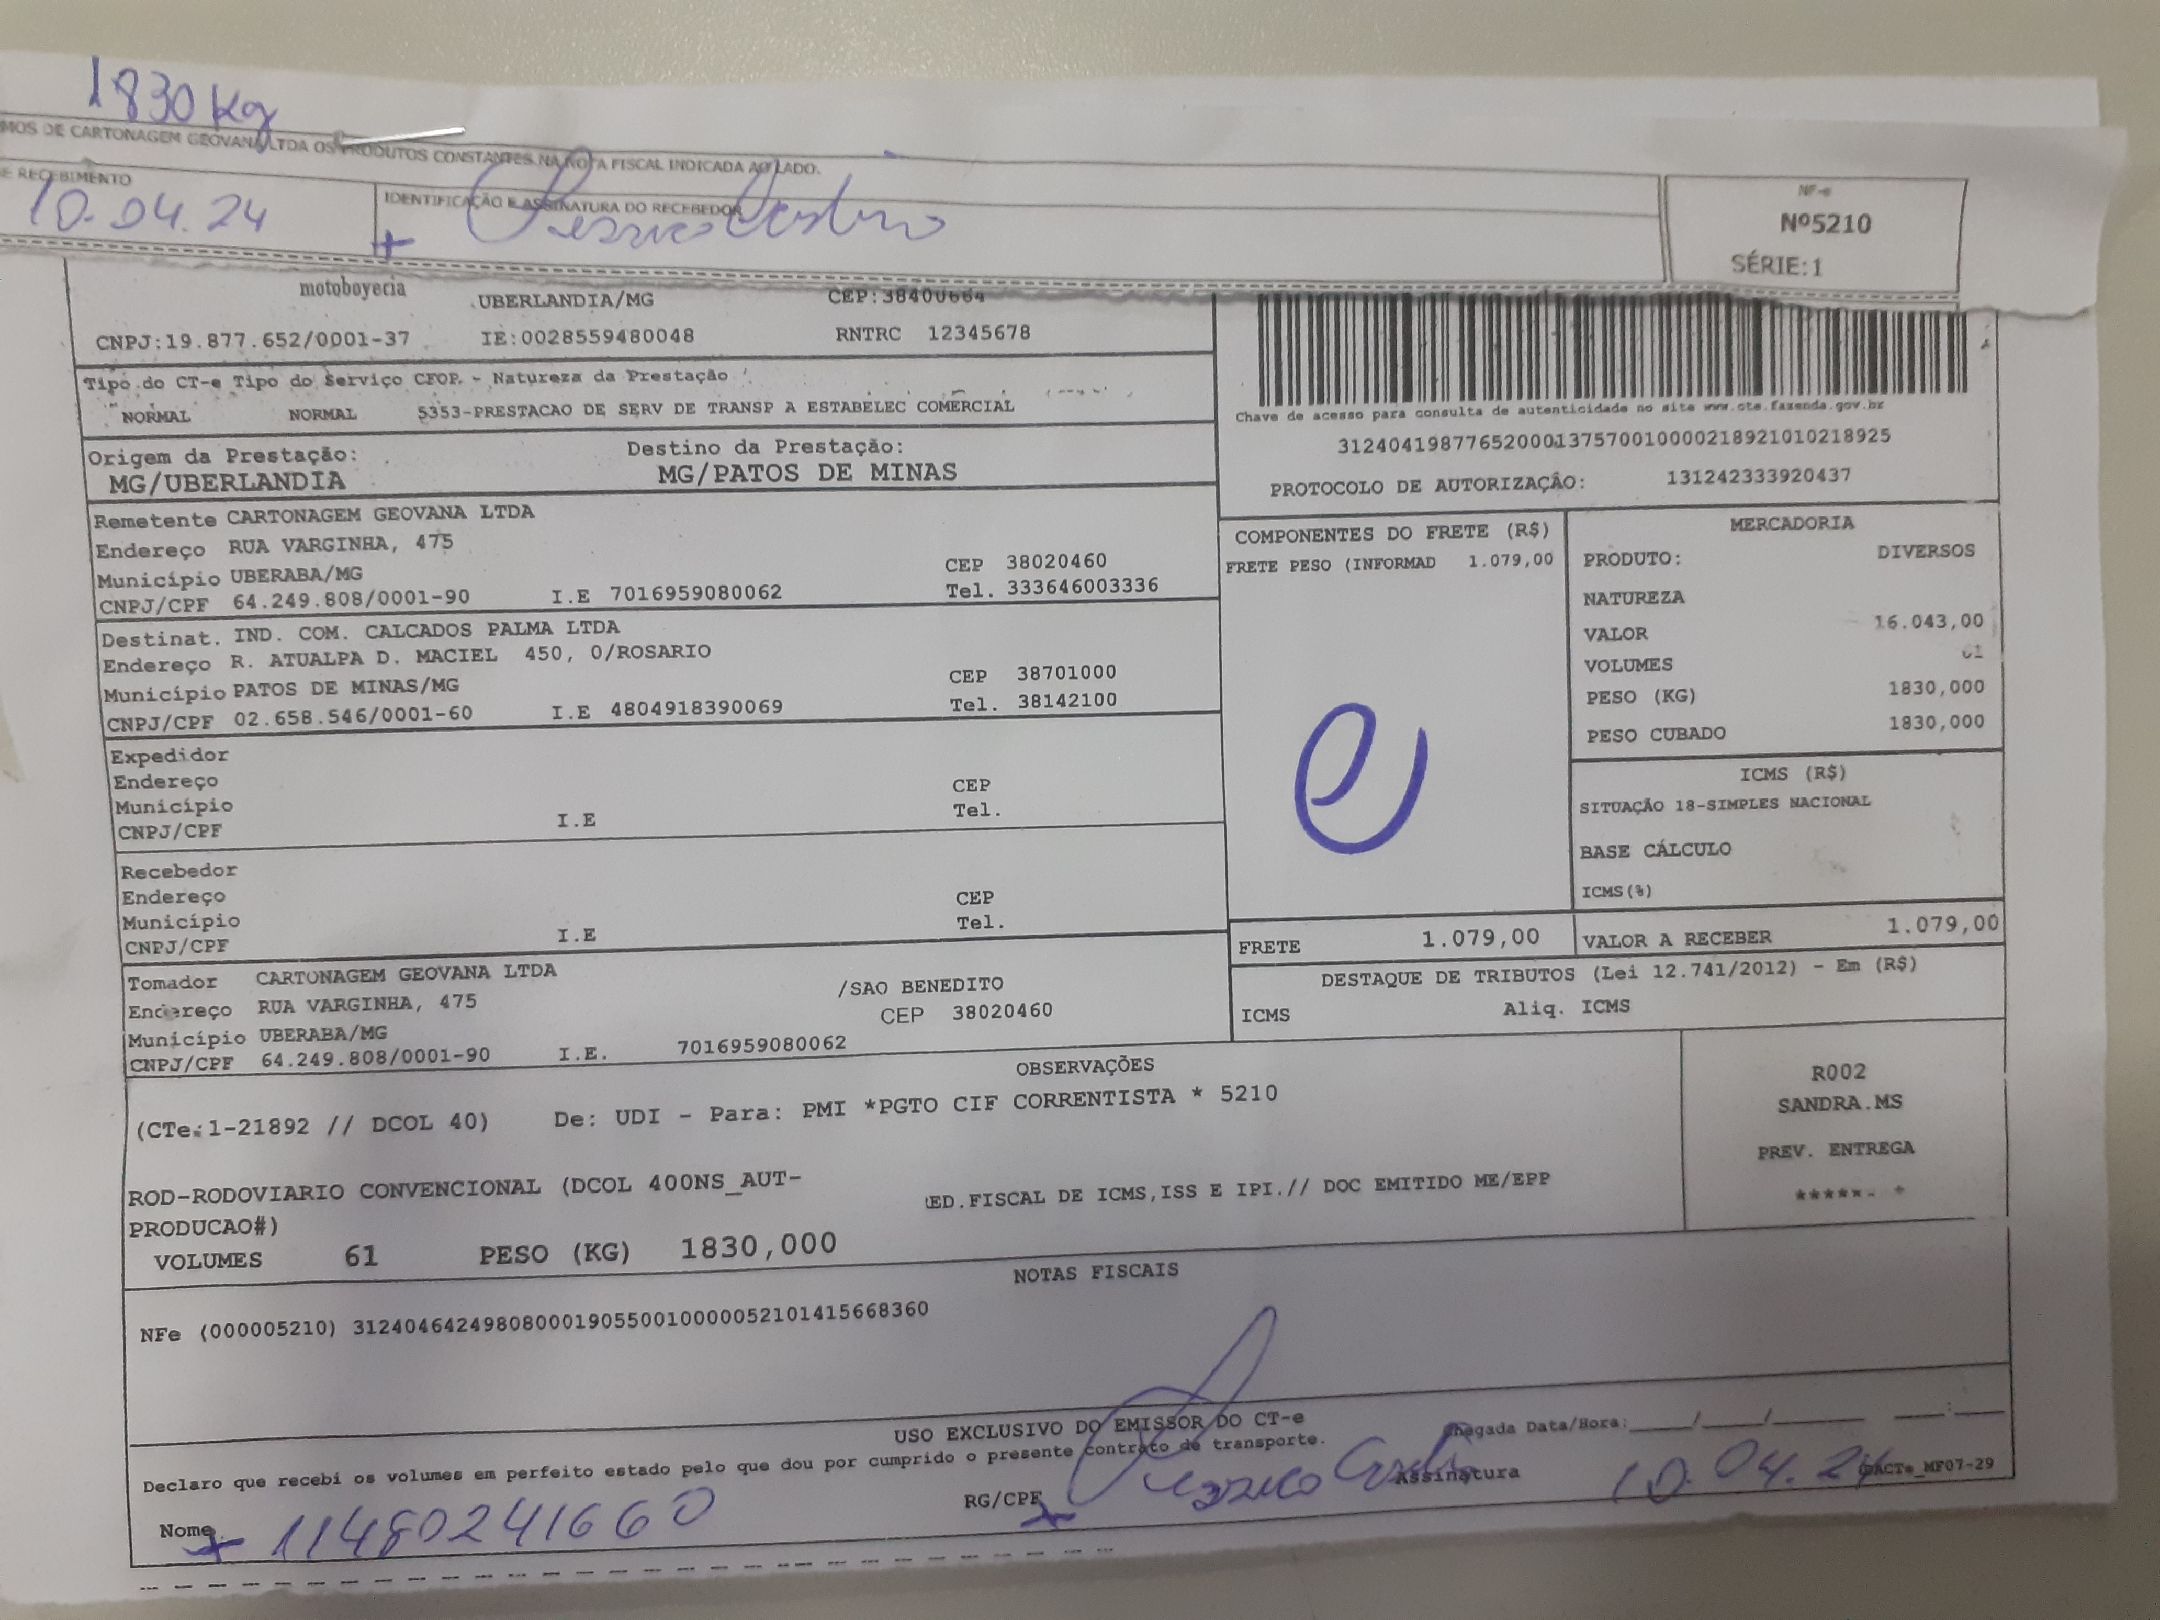 1830 kg
MOS DE CARTONAGEM GEOVANA LTDA OS PRODUTOS CONSTANTES NA NOTA FISCAL INDICADA AO LADO.
E RECEBIMENTO
10.04.24
IDENTIFICAÇÃO E ASSINATURA DO RECEBEDOR
NF-e
Nº5210
SÉRIE:1
motoboyecia
UBERLANDIA/MG CEP:38400664
CNPJ:19.877.652/0001-37 IE:0028559480048 RNTRC 12345678
Tipo do CT-e Tipo do Serviço CFOP. - Natureza da Prestação
NORMAL NORMAL 5353-PRESTACAO DE SERV DE TRANSP A ESTABELEC COMERCIAL
Chave de acesso para consulta de autenticidade no site www.cte.fazenda.gov.br
31240419877652000137570010000218921010218925
PROTOCOLO DE AUTORIZAÇÃO: 131242333920437
Origem da Prestação: Destino da Prestação:
MG/UBERLANDIA MG/PATOS DE MINAS
Remetente CARTONAGEM GEOVANA LTDA
Endereço RUA VARGINHA, 475
Município UBERABA/MG CEP 38020460
CNPJ/CPF 64.249.808/0001-90 I.E 7016959080062 Tel. 333646003336
Destinat. IND. COM. CALCADOS PALMA LTDA
Endereço R. ATUALPA D. MACIEL 450, 0/ROSARIO
Município PATOS DE MINAS/MG CEP 38701000
CNPJ/CPF 02.658.546/0001-60 I.E 4804918390069 Tel. 38142100
Expedidor
Endereço
Município CEP
CNPJ/CPF I.E Tel.
Recebedor
Endereço
Município CEP
CNPJ/CPF I.E Tel.
Tomador CARTONAGEM GEOVANA LTDA
Endereço RUA VARGINHA, 475 /SAO BENEDITO
Município UBERABA/MG CEP 38020460
CNPJ/CPF 64.249.808/0001-90 I.E. 7016959080062
COMPONENTES DO FRETE (R$)
FRETE PESO (INFORMAD 1.079,00
e
FRETE 1.079,00
MERCADORIA
PRODUTO: DIVERSOS
NATUREZA
VALOR 16.043,00
VOLUMES 61
PESO (KG) 1830,000
PESO CUBADO 1830,000
ICMS (R$)
SITUAÇÃO 18-SIMPLES NACIONAL
BASE CÁLCULO
ICMS(%)
VALOR A RECEBER 1.079,00
DESTAQUE DE TRIBUTOS (Lei 12.741/2012) - Em (R$)
ICMS Aliq. ICMS
OBSERVAÇÕES
(CTe:1-21892 // DCOL 40) De: UDI - Para: PMI *PGTO CIF CORRENTISTA * 5210
ROD-RODOVIARIO CONVENCIONAL (DCOL 400NS_AUT-
PRODUCAO#)
ED.FISCAL DE ICMS,ISS E IPI.// DOC EMITIDO ME/EPP
VOLUMES 61 PESO (KG) 1830,000
R002
SANDRA.MS
PREV. ENTREGA
NOTAS FISCAIS
NFe (000005210) 31240464249808000190550010000052101415668360
USO EXCLUSIVO DO EMISSOR DO CT-e
Declaro que recebi os volumes em perfeito estado pelo que dou por cumprido o presente contrato de transporte.
Chegada Data/Hora:____/____/______ ____:____
Nome 11480241660 RG/CPF Assinatura 10.04.24 DACTe_MF07-29